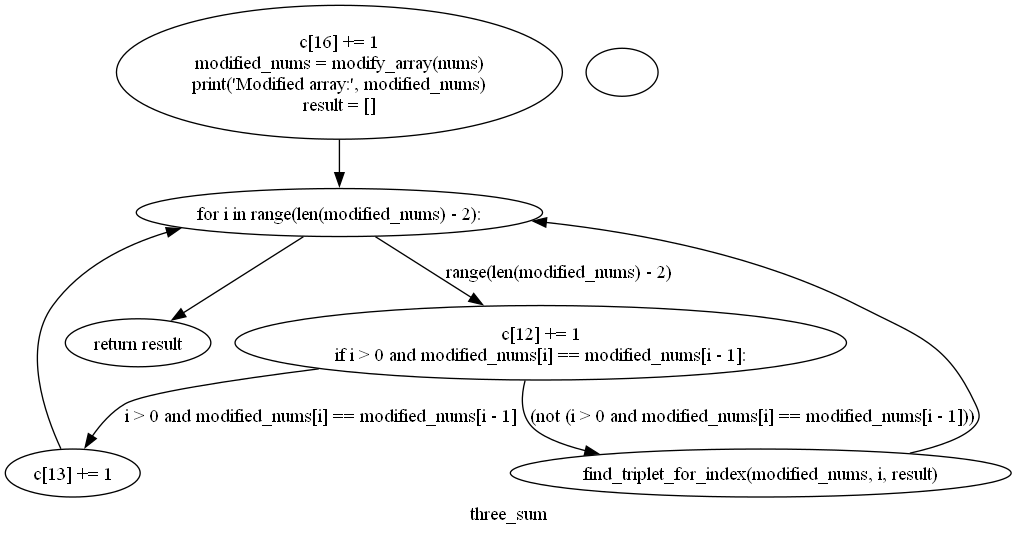 c[16] += 1
modified_nums = modify_array(nums)
print('Modified array:', modified_nums)
result = []
for i in range(len(modified_nums) - 2):
range(len(modified_nums) - 2)
return result
c[12] += 1
if i > 0 and modified_nums[i] == modified_nums[i - 1]:
i > 0 and modified_nums[i] == modified_nums[i - 1]
(not (i > 0 and modified_nums[i] == modified_nums[i - 1]))
c[13] += 1
find_triplet_for_index(modified_nums, i, result)
three_sum